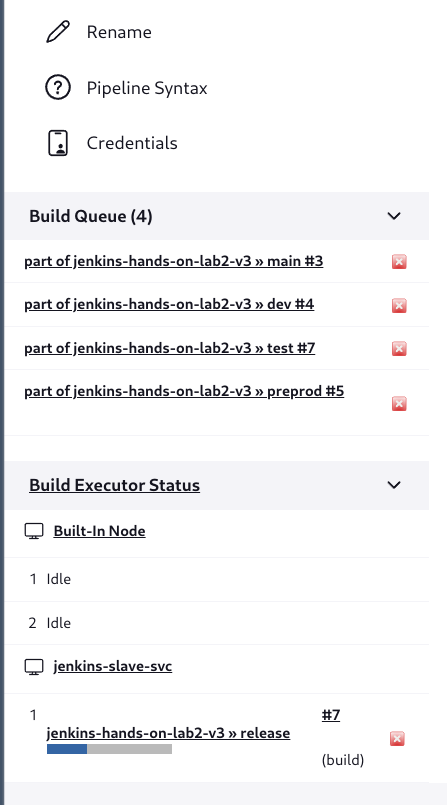 Rename
Pipeline Syntax
Credentials
Build Queue (4)
part of jenkins-hands-on-lab2-v3 » main #3
part of jenkins-hands-on-lab2-v3 » dev #4
part of jenkins-hands-on-lab2-v3 » test #7
part of jenkins-hands-on-lab2-v3 » preprod #5
Build Executor Status
Built-In Node
1 Idle
2 Idle
jenkins-slave-svc
1 #7
jenkins-hands-on-lab2-v3 » release
(build)